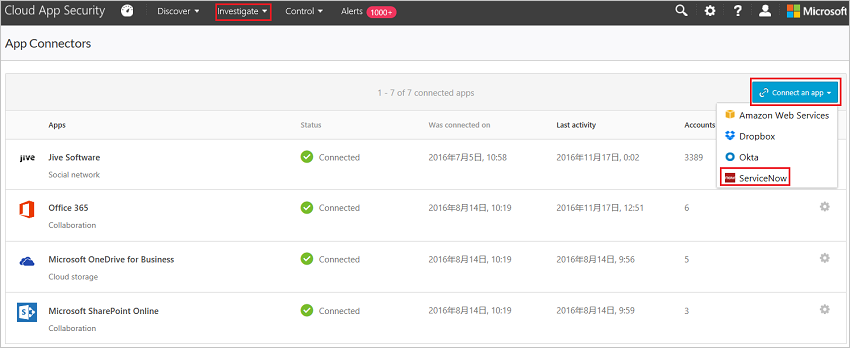 Cloud App Security Discover Investigate Control Alerts 1000+ ? Microsoft
App Connectors
1 - 7 of 7 connected apps Connect an app
Amazon Web Services
Dropbox
Okta
ServiceNow
Apps Status Was connected on Last activity Accounts
jive Jive Software Connected 2016年7月5日, 10:58 2016年11月17日, 0:02 3389
Social network
Office 365 Connected 2016年8月14日, 10:19 2016年11月17日, 12:51 6
Collaboration
Microsoft OneDrive for Business Connected 2016年8月14日, 10:19 2016年8月14日, 9:56 5
Cloud storage
Microsoft SharePoint Online Connected 2016年8月14日, 10:19 2016年8月14日, 9:59 3
Collaboration